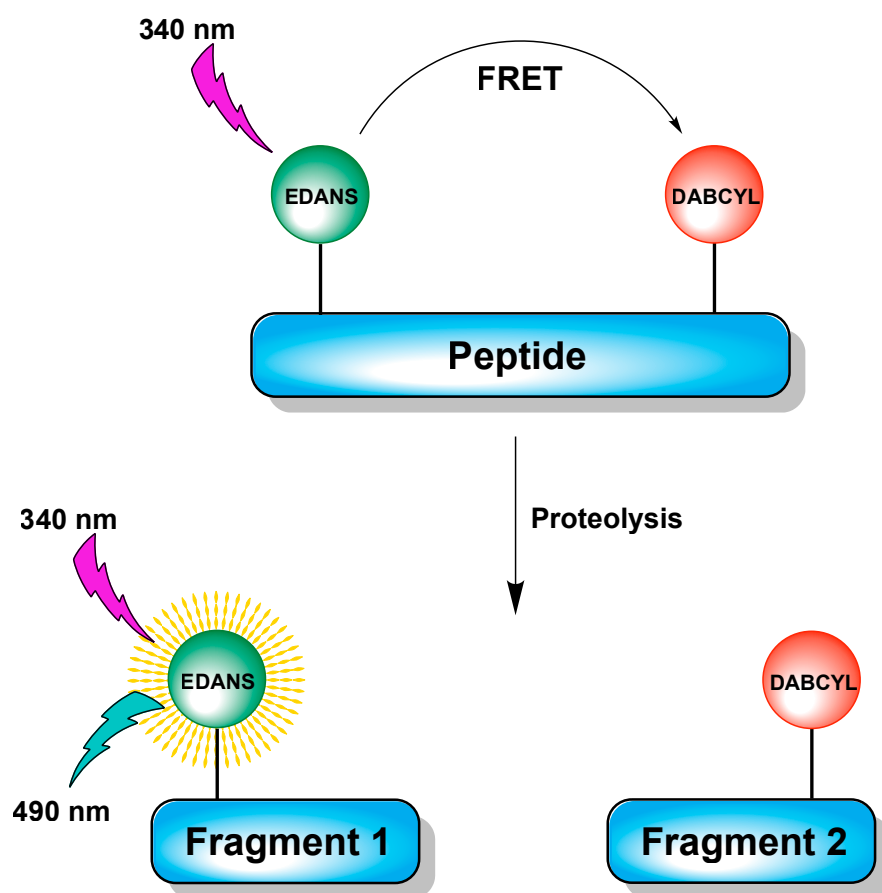 340 nm
FRET
EDANS
DABCYL
Peptide
Proteolysis
340 nm
EDANS
DABCYL
490 nm
Fragment 1
Fragment 2